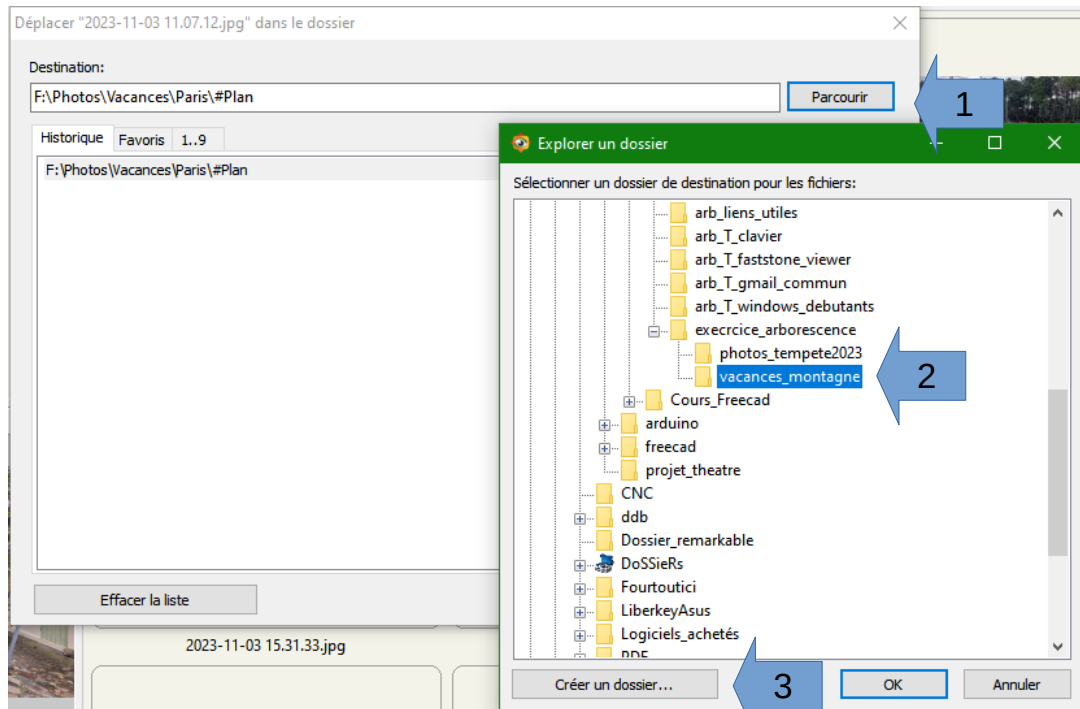 Déplacer "2023-11-03 11.07.12.jpg" dans le dossier
Destination:
F:\Photos\Vacances\Paris\#Plan
Parcourir
1
Historique Favoris 1..9
F:\Photos\Vacances\Paris\#Plan
Explorer un dossier
Sélectionner un dossier de destination pour les fichiers:
arb_liens_utiles
arb_T_clavier
arb_T_faststone_viewer
arb_T_gmail_commun
arb_T_windows_debutants
execrcice_arborescence
photos_tempete2023
vacances_montagne
2
Cours_Freecad
arduino
freecad
projet_theatre
CNC
ddb
Dossier_remarkable
DoSSieRs
Fourtoutici
LiberkeyAsus
Logiciels_achetés
PDF
Effacer la liste
2023-11-03 15.31.33.jpg
Créer un dossier...
3
OK
Annuler